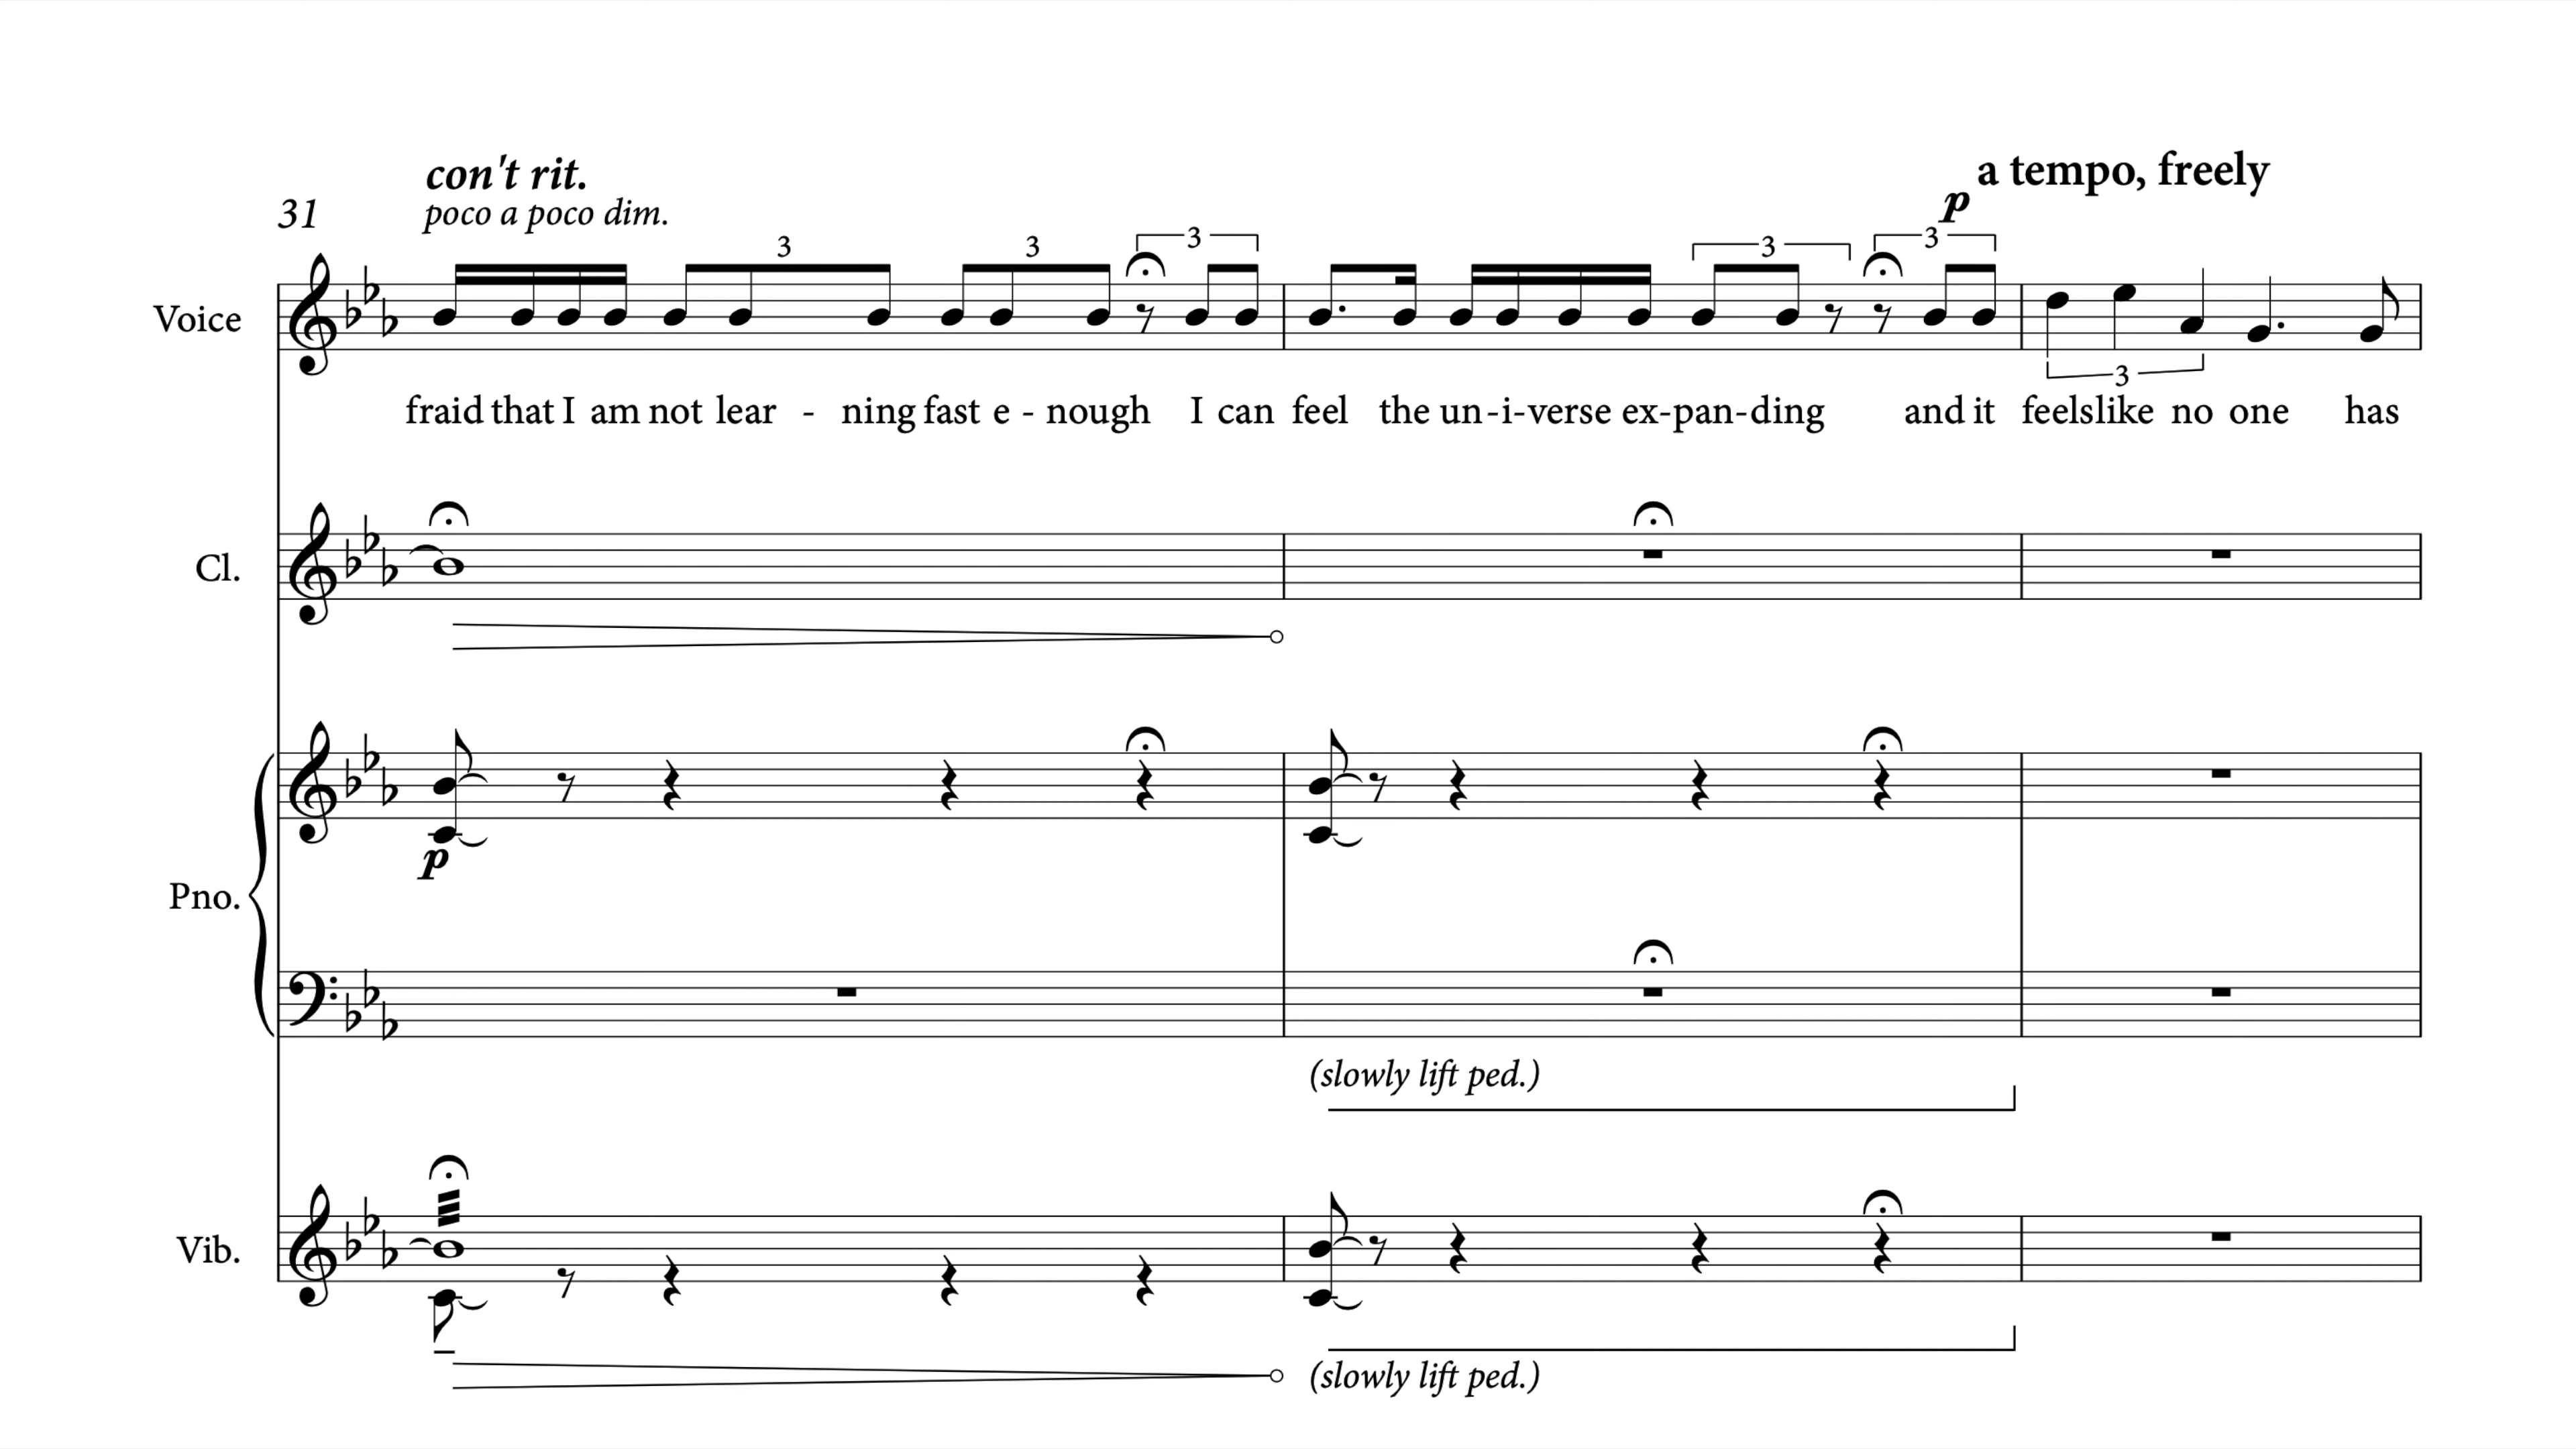 con't rit.
poco a poco dim.
a tempo, freely
p
31
3 3 3 3 3
Voice
3
fraid that I am not lear - ning fast e - nough I can feel the un-i-verse ex-pan-ding and it feelslike no one has
Cl.
p
Pno.
(slowly lift ped.)
Vib.
(slowly lift ped.)